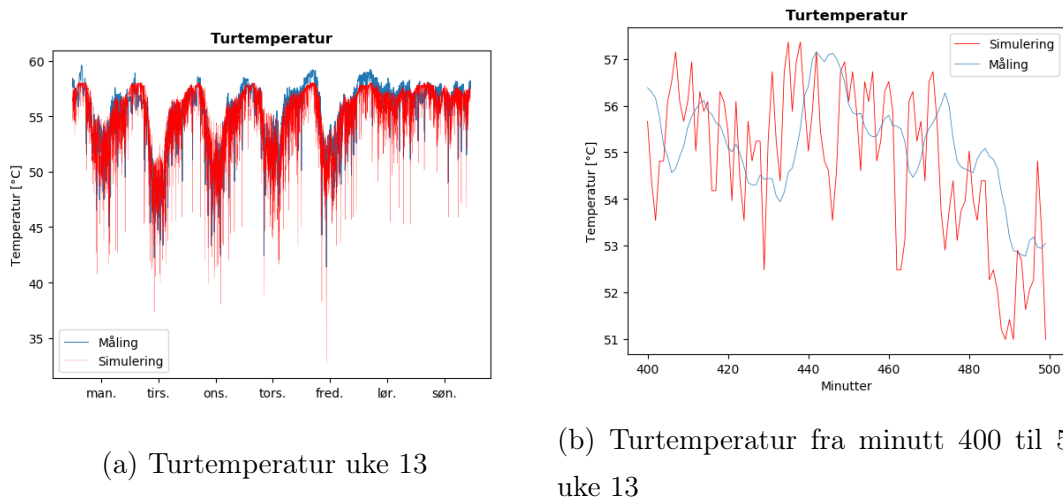 Turtemperatur
60
55
50
45
40
35
Temperatur [°C]
Måling
Simulering
man. tirs. ons. tors. fred. lør. søn.
(a) Turtemperatur uke 13
Turtemperatur
57
56
55
54
53
52
51
Temperatur [°C]
Simulering
Måling
400 420 440 460 480 500
Minutter
(b) Turtemperatur fra minutt 400 til 5
uke 13